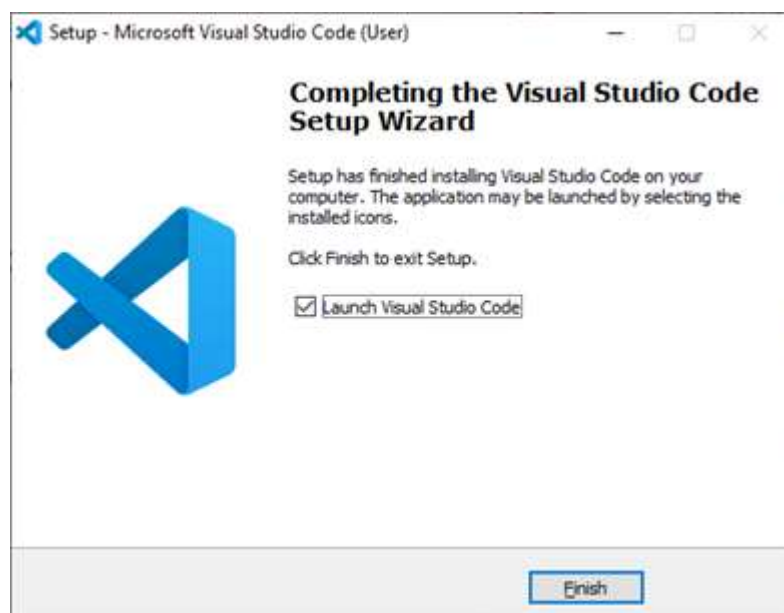 Setup - Microsoft Visual Studio Code (User)
Completing the Visual Studio Code
Setup Wizard
Setup has finished installing Visual Studio Code on your
computer. The application may be launched by selecting the
installed icons.
Click Finish to exit Setup.
Launch Visual Studio Code
Finish